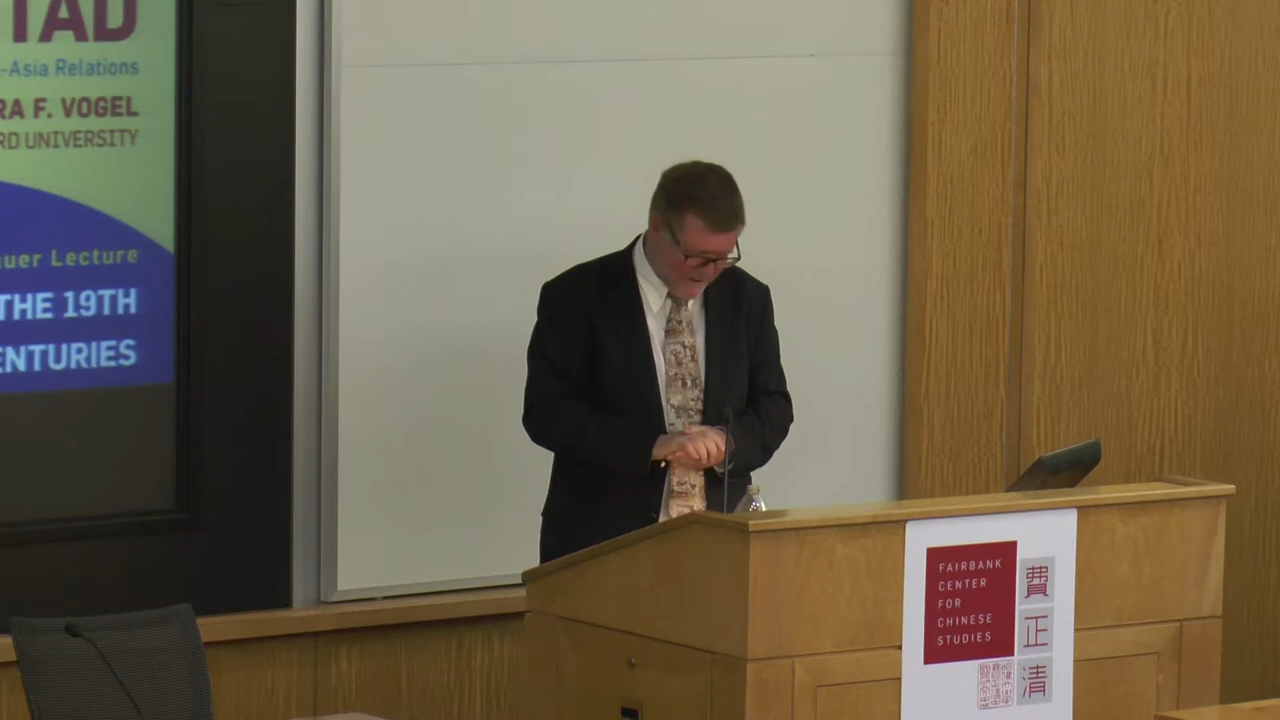 TAD
-Asia Relations
RA F. VOGEL
RD UNIVERSITY
uer Lecture
THE 19TH
ENTURIES
FAIRBANK
CENTER
FOR
CHINESE
STUDIES
費
正
清